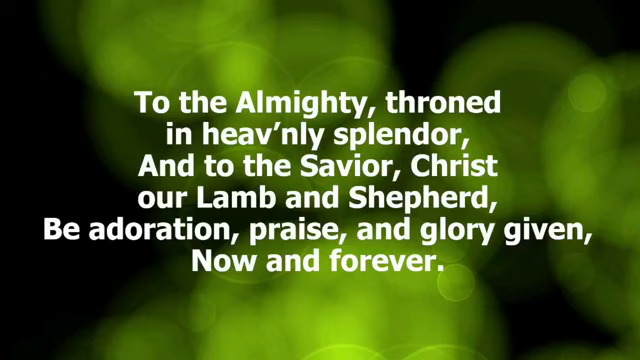 To the Almighty, throned
in heav’nly splendor,
And to the Savior, Christ
our Lamb and Shepherd,
Be adoration, praise, and glory given,
Now and forever.